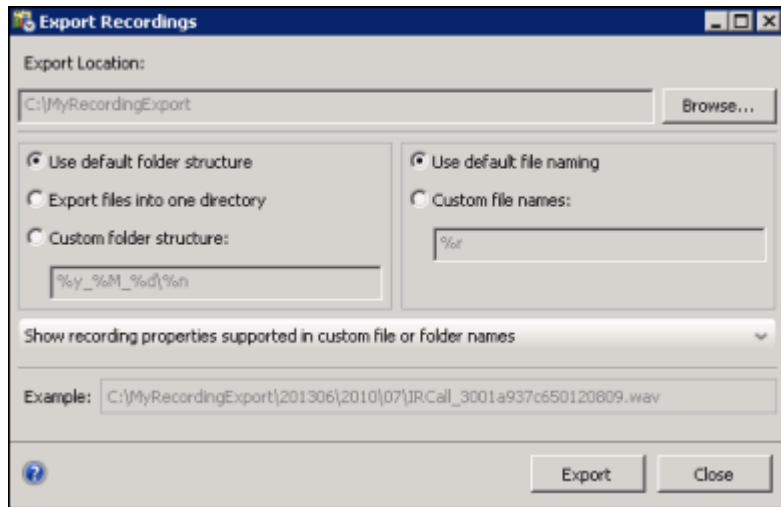 Export Recordings
Export Location:
C:\MyRecordingExport
Browse...
Use default folder structure
Export files into one directory
Custom folder structure:
%y_%M_%d\%n
Use default file naming
Custom file names:
%r
Show recording properties supported in custom file or folder names
Example: C:\MyRecordingExport\201306\2010\07\IRCall_3001a937c650120809.wav
Export Close